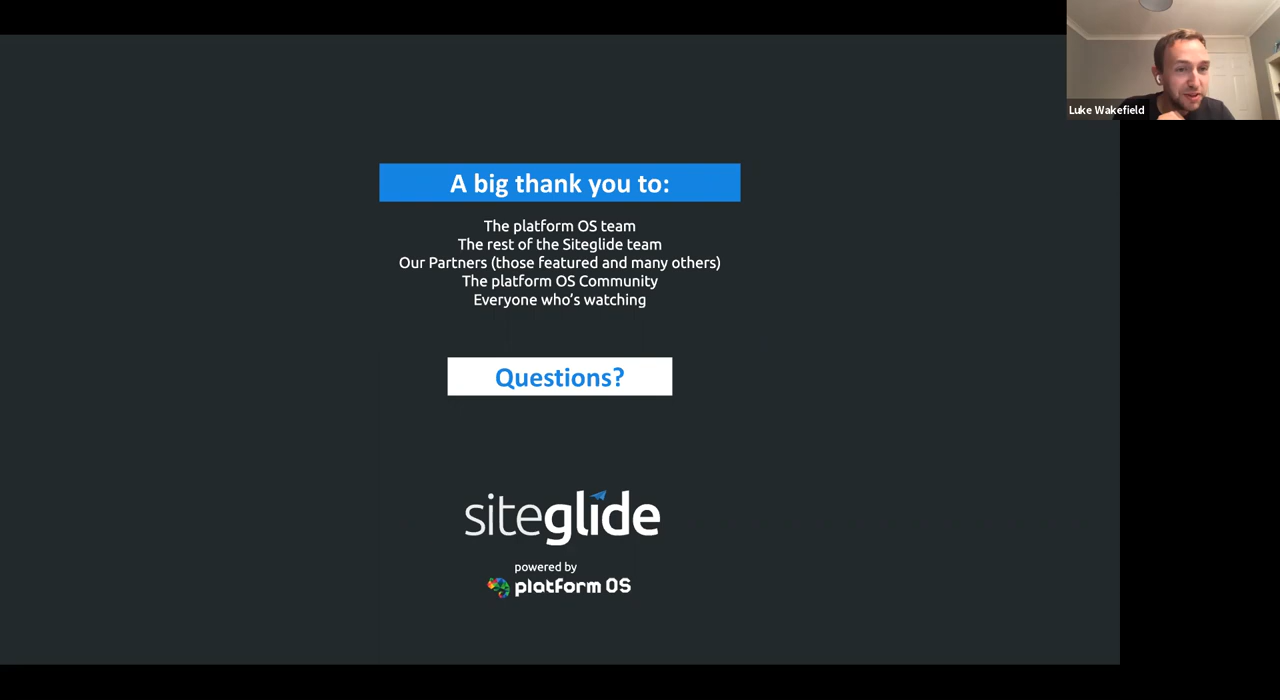 Luke Wakefield
A big thank you to:
The platform OS team
The rest of the Siteglide team
Our Partners (those featured and many others)
The platform OS Community
Everyone who's watching
Questions?
siteglide
powered by
platform OS